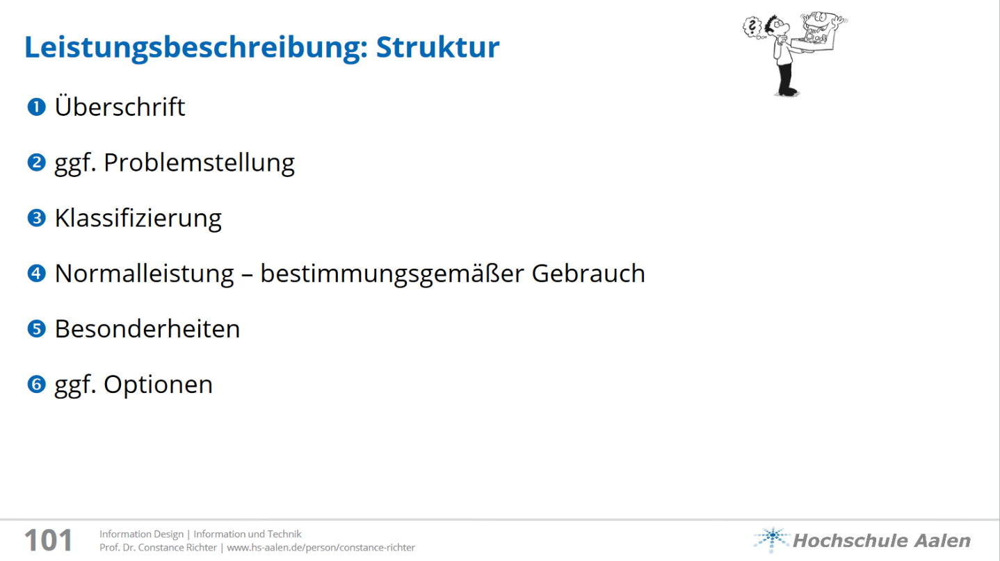 Leistungsbeschreibung: Struktur
?
❶ Überschrift
❷ ggf. Problemstellung
❸ Klassifizierung
❹ Normalleistung – bestimmungsgemäßer Gebrauch
❺ Besonderheiten
❻ ggf. Optionen
101
Information Design | Information und Technik
Prof. Dr. Constance Richter | www.hs-aalen.de/person/constance-richter
Hochschule Aalen